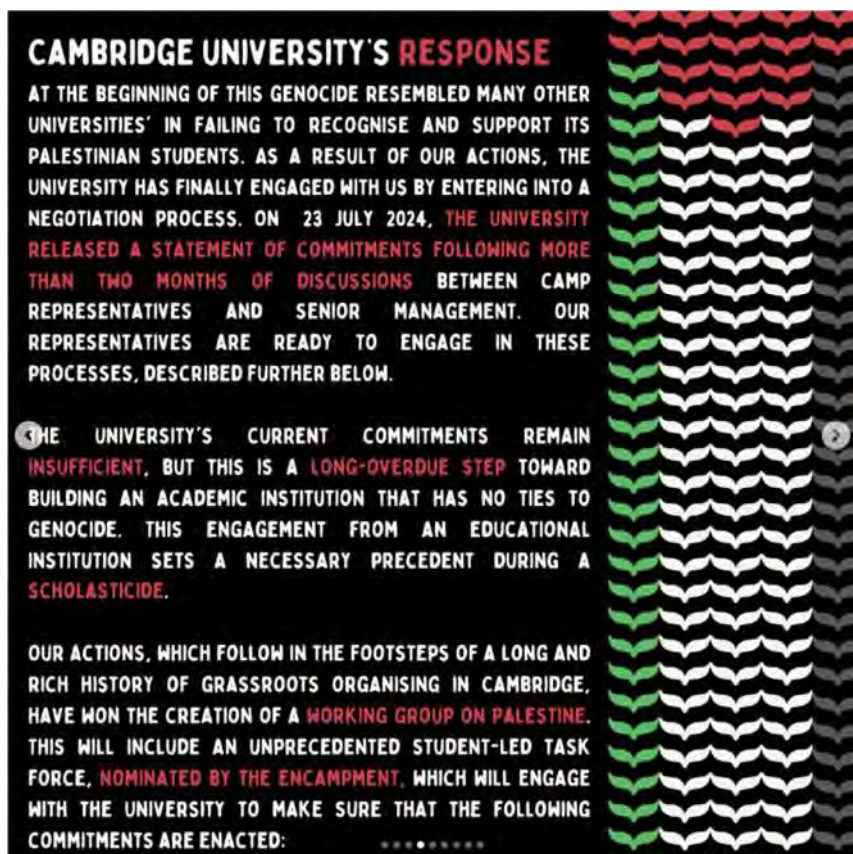 CAMBRIDGE UNIVERSITY'S RESPONSE
AT THE BEGINNING OF THIS GENOCIDE RESEMBLED MANY OTHER
UNIVERSITIES' IN FAILING TO RECOGNISE AND SUPPORT ITS
PALESTINIAN STUDENTS. AS A RESULT OF OUR ACTIONS, THE
UNIVERSITY HAS FINALLY ENGAGED WITH US BY ENTERING INTO A
NEGOTIATION PROCESS. ON 23 JULY 2024, THE UNIVERSITY
RELEASED A STATEMENT OF COMMITMENTS FOLLOWING MORE
THAN TWO MONTHS OF DISCUSSIONS BETWEEN CAMP
REPRESENTATIVES AND SENIOR MANAGEMENT. OUR
REPRESENTATIVES ARE READY TO ENGAGE IN THESE
PROCESSES, DESCRIBED FURTHER BELOW.
THE UNIVERSITY'S CURRENT COMMITMENTS REMAIN
INSUFFICIENT, BUT THIS IS A LONG-OVERDUE STEP TOWARD
BUILDING AN ACADEMIC INSTITUTION THAT HAS NO TIES TO
GENOCIDE. THIS ENGAGEMENT FROM AN EDUCATIONAL
INSTITUTION SETS A NECESSARY PRECEDENT DURING A
SCHOLASTICIDE.
OUR ACTIONS, WHICH FOLLOW IN THE FOOTSTEPS OF A LONG AND
RICH HISTORY OF GRASSROOTS ORGANISING IN CAMBRIDGE,
HAVE WON THE CREATION OF A WORKING GROUP ON PALESTINE.
THIS WILL INCLUDE AN UNPRECEDENTED STUDENT-LED TASK
FORCE, NOMINATED BY THE ENCAMPMENT, WHICH WILL ENGAGE
WITH THE UNIVERSITY TO MAKE SURE THAT THE FOLLOWING
COMMITMENTS ARE ENACTED: